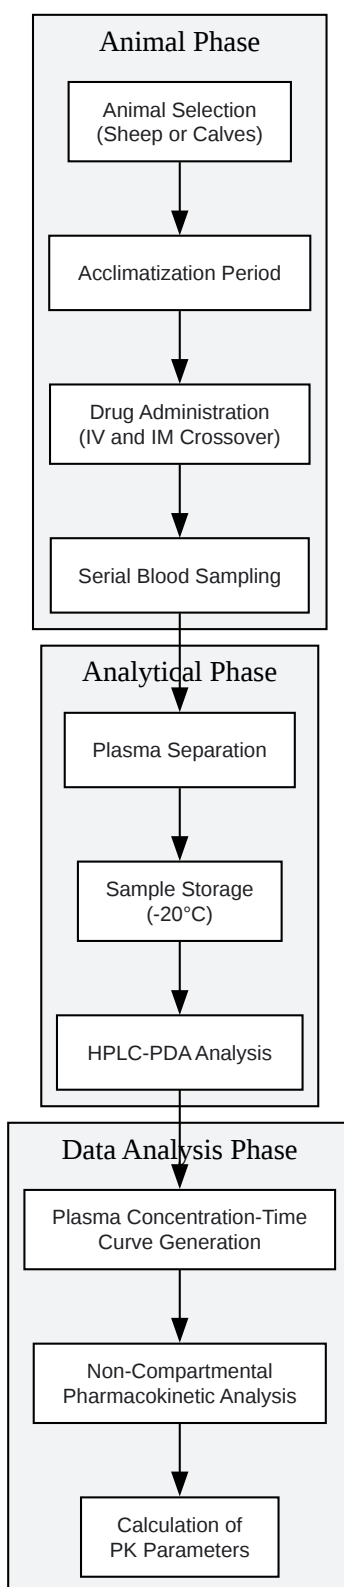 Animal Phase
Animal Selection
(Sheep or Calves)
Acclimatization Period
Drug Administration
(IV and IM Crossover)
Serial Blood Sampling
Analytical Phase
Plasma Separation
Sample Storage
(-20°C)
HPLC-PDA Analysis
Data Analysis Phase
Plasma Concentration-Time
Curve Generation
Non-Compartmental
Pharmacokinetic Analysis
Calculation of
PK Parameters